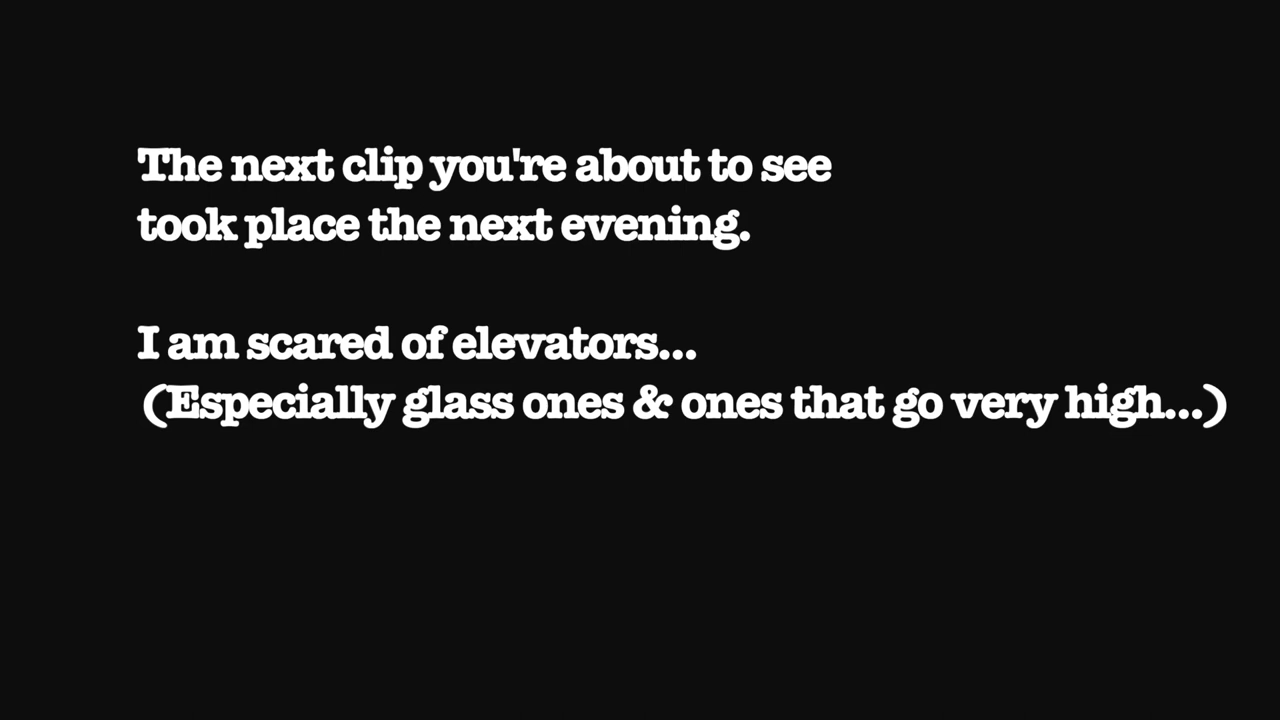 The next clip you're about to see
took place the next evening.
I am scared of elevators...
(Especially glass ones & ones that go very high...)